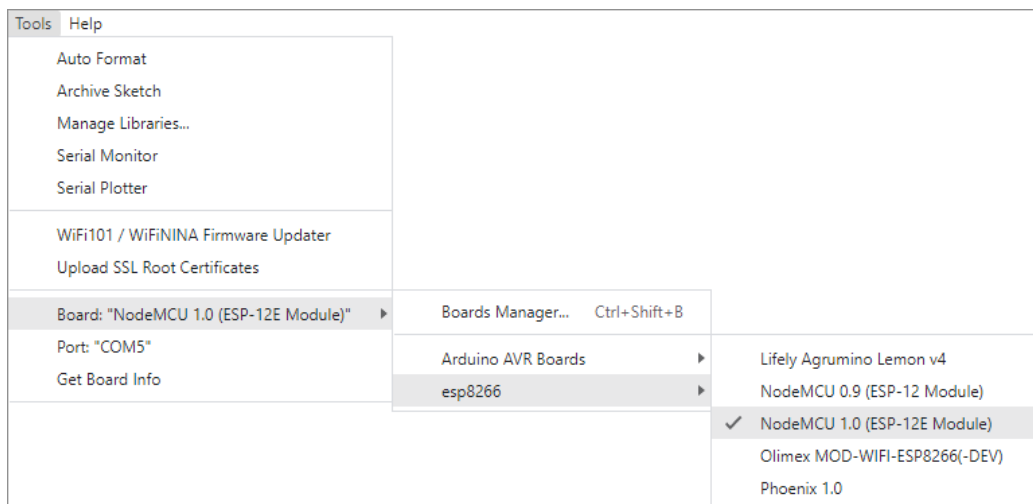 Tools Help
Auto Format
Archive Sketch
Manage Libraries...
Serial Monitor
Serial Plotter
WiFi101 / WiFiNINA Firmware Updater
Upload SSL Root Certificates
Board: "NodeMCU 1.0 (ESP-12E Module)"
Port: "COM5"
Get Board Info
Boards Manager... Ctrl+Shift+B
Arduino AVR Boards
esp8266
Lifely Agrumino Lemon v4
NodeMCU 0.9 (ESP-12 Module)
NodeMCU 1.0 (ESP-12E Module)
Olimex MOD-WIFI-ESP8266(-DEV)
Phoenix 1.0